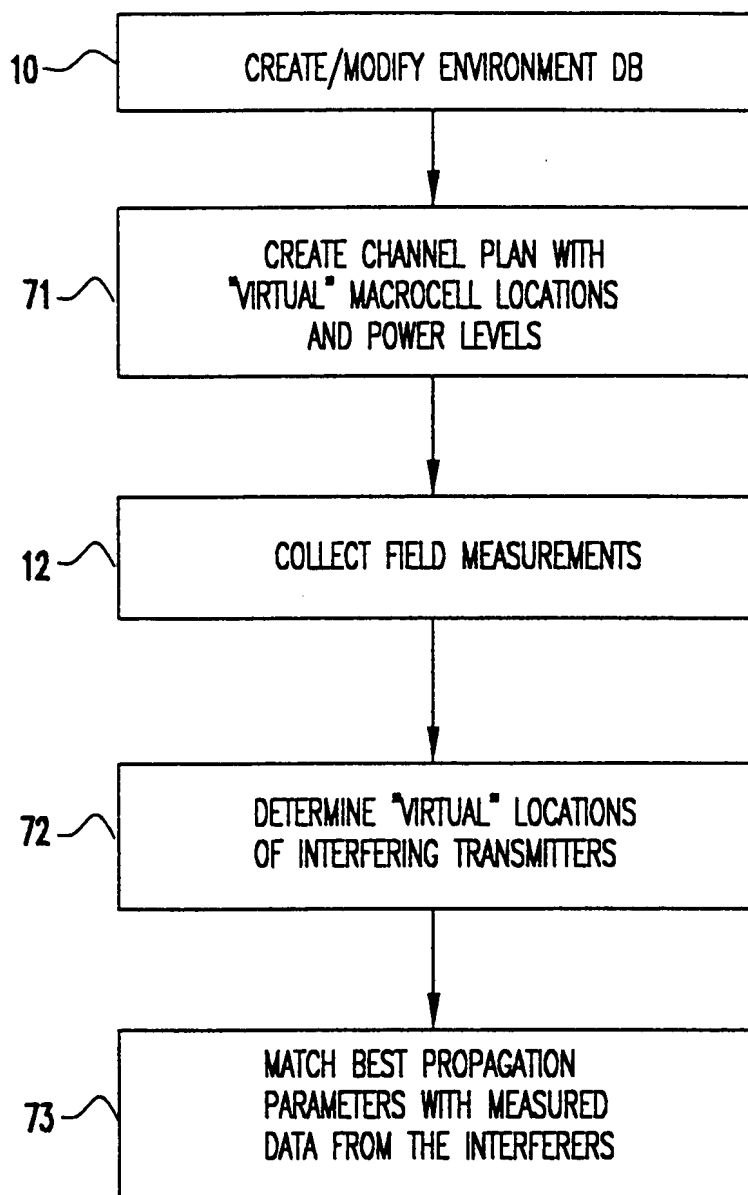 10
CREATE/MODIFY ENVIRONMENT DB
71
CREATE CHANNEL PLAN WITH
"VIRTUAL" MACROCELL LOCATIONS
AND POWER LEVELS
12
COLLECT FIELD MEASUREMENTS
72
DETERMINE "VIRTUAL" LOCATIONS
OF INTERFERING TRANSMITTERS
73
MATCH BEST PROPAGATION
PARAMETERS WITH MEASURED
DATA FROM THE INTERFERERS